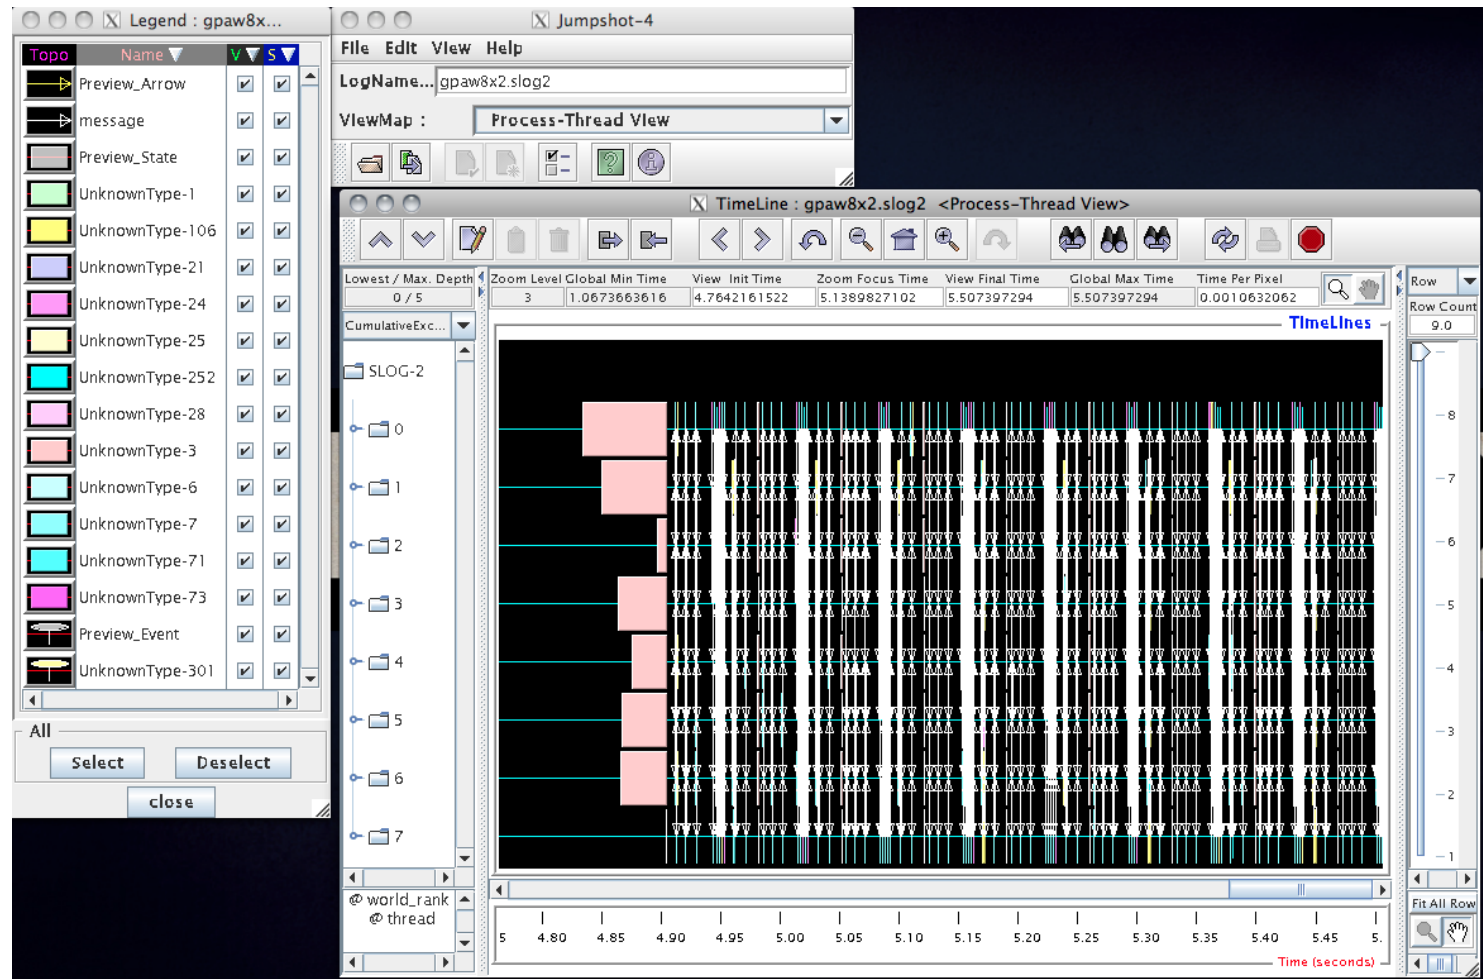 Legend : gpaw8x...
Topo Name V S
Preview_Arrow
message
Preview_State
UnknownType-1
UnknownType-106
UnknownType-21
UnknownType-24
UnknownType-25
UnknownType-252
UnknownType-28
UnknownType-3
UnknownType-6
UnknownType-7
UnknownType-71
UnknownType-73
Preview_Event
UnknownType-301
All
Select Deselect
close
Jumpshot-4
File Edit View Help
LogName... gpaw8x2.slog2
ViewMap : Process-Thread View
TimeLine : gpaw8x2.slog2 <Process-Thread View>
Lowest / Max. Depth Zoom Level Global Min Time View Init Time Zoom Focus Time View Final Time Global Max Time Time Per Pixel
0 / 5 3 1.0673663616 4.7642161522 5.1389827102 5.507397294 5.507397294 0.0010632062
Row
Row Count
9.0
CumulativeExc...
TimeLines
SLOG-2
0
1
2
3
4
5
6
7
8
7
6
5
4
3
2
1
@ world_rank
@ thread
Fit All Row
5 4.80 4.85 4.90 4.95 5.00 5.05 5.10 5.15 5.20 5.25 5.30 5.35 5.40 5.45 5.
Time (seconds)